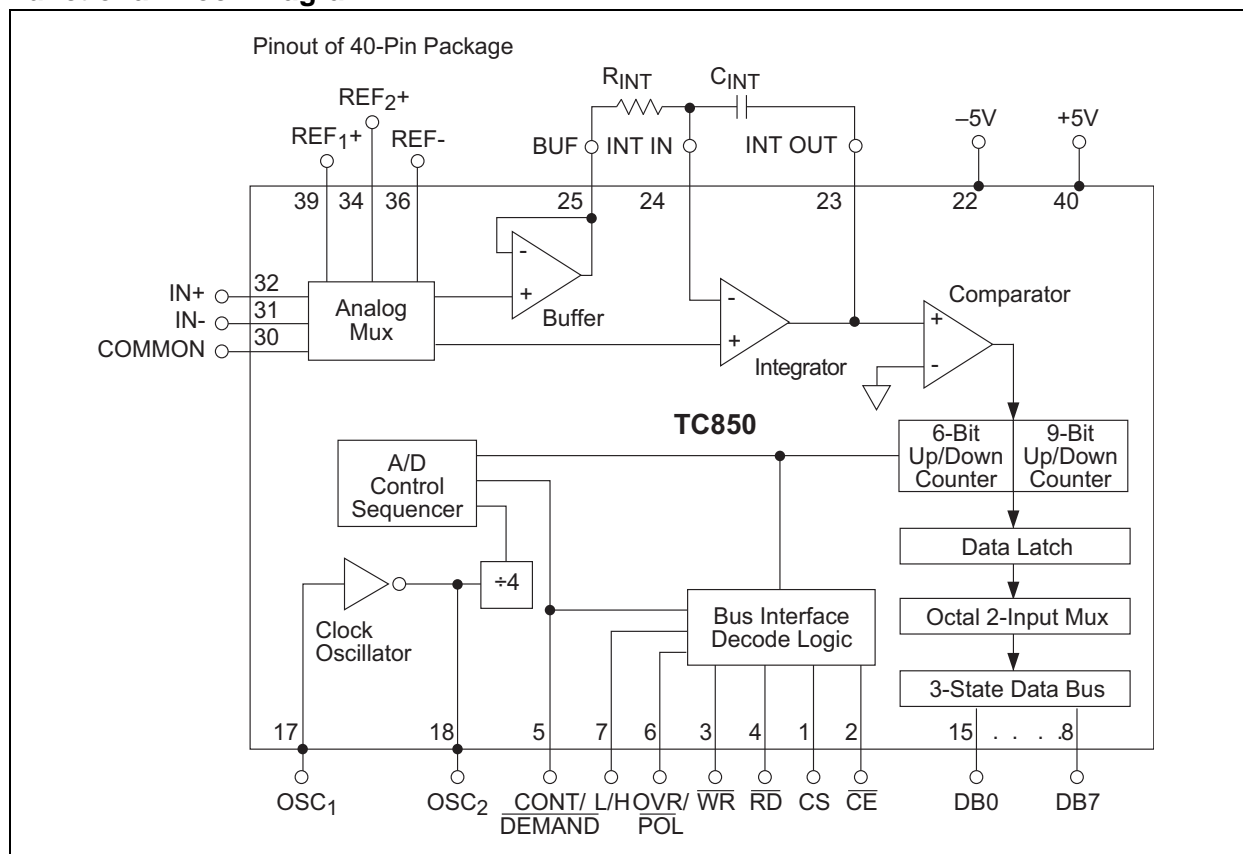 Pinout of 40-Pin Package
RINT
CINT
REF2+
REF1+
REF-
BUF
INT IN
INT OUT
–5V
+5V
39
34
36
25
24
23
22
40
IN+
32
IN-
31
COMMON
30
Analog
Mux
-
+
Buffer
-
+
Integrator
Comparator
+
-
TC850
6-Bit
Up/Down
Counter
9-Bit
Up/Down
Counter
A/D
Control
Sequencer
Data Latch
÷4
Clock
Oscillator
Bus Interface
Decode Logic
Octal 2-Input Mux
3-State Data Bus
17
18
5
7
6
3
4
1
2
15 . . . .8
OSC1
OSC2
CONT/
DEMAND
L/H
OVR/
POL
WR
RD
CS
CE
DB0
DB7